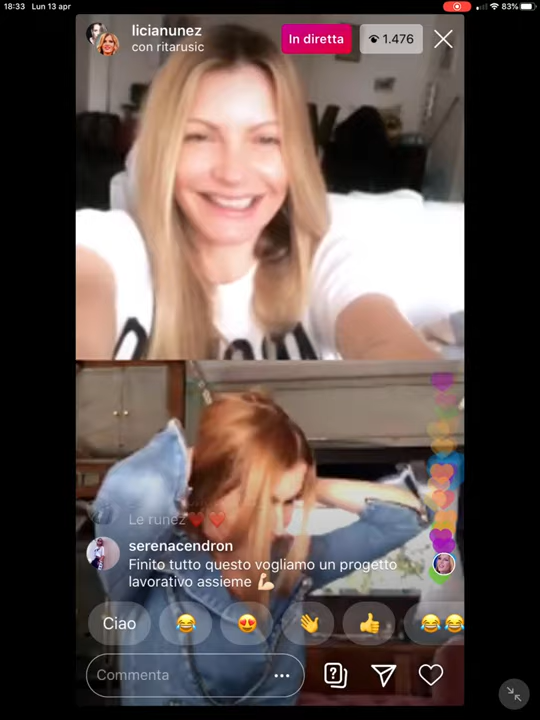 18:33 Lun 13 apr 83%
licianunez
con ritarusic
In diretta
1.476
Le runez
serenacendron
Finito tutto questo vogliamo un progetto
lavorativo assieme 💪🏻
Ciao
Commenta